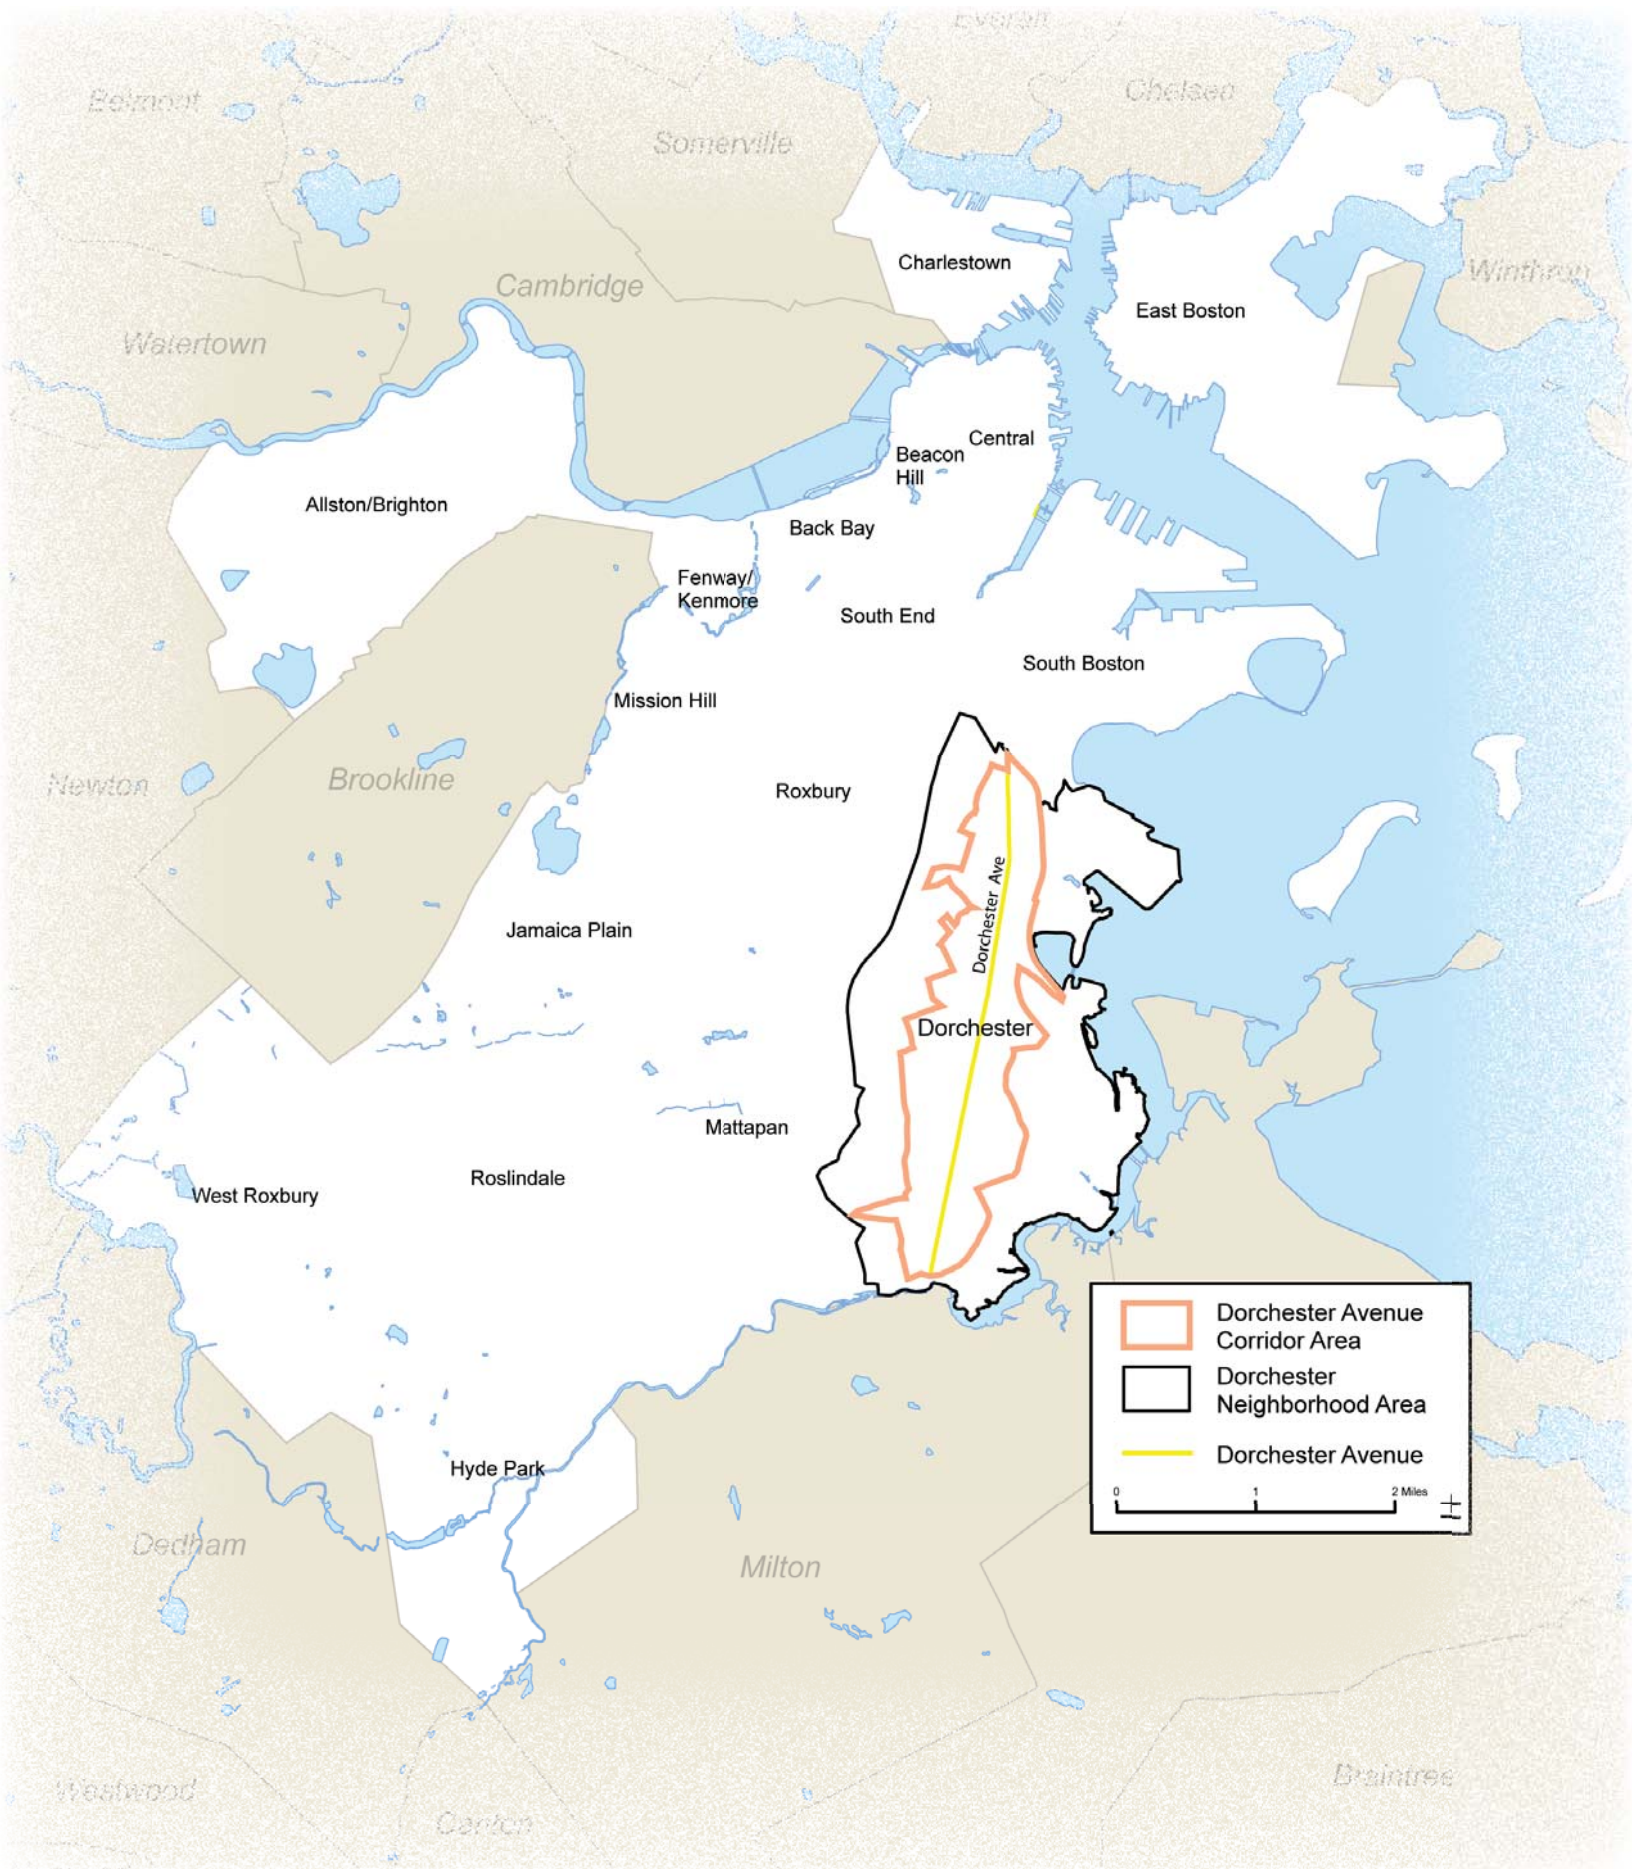 Everett
Belmont
Chelsea
Somerville
Charlestown
Winthrop
Cambridge
East Boston
Watertown
Central
Beacon
Hill
Allston/Brighton
Back Bay
Fenway/
Kenmore
South End
South Boston
Mission Hill
Newton
Brookline
Roxbury
Dorchester Ave
Jamaica Plain
Dorchester
Mattapan
Roslindale
West Roxbury
Dorchester Avenue
Corridor Area
Dorchester
Neighborhood Area
Dorchester Avenue
0 1 2 Miles
Hyde Park
Dedham
Milton
Braintree
Westwood
Canton